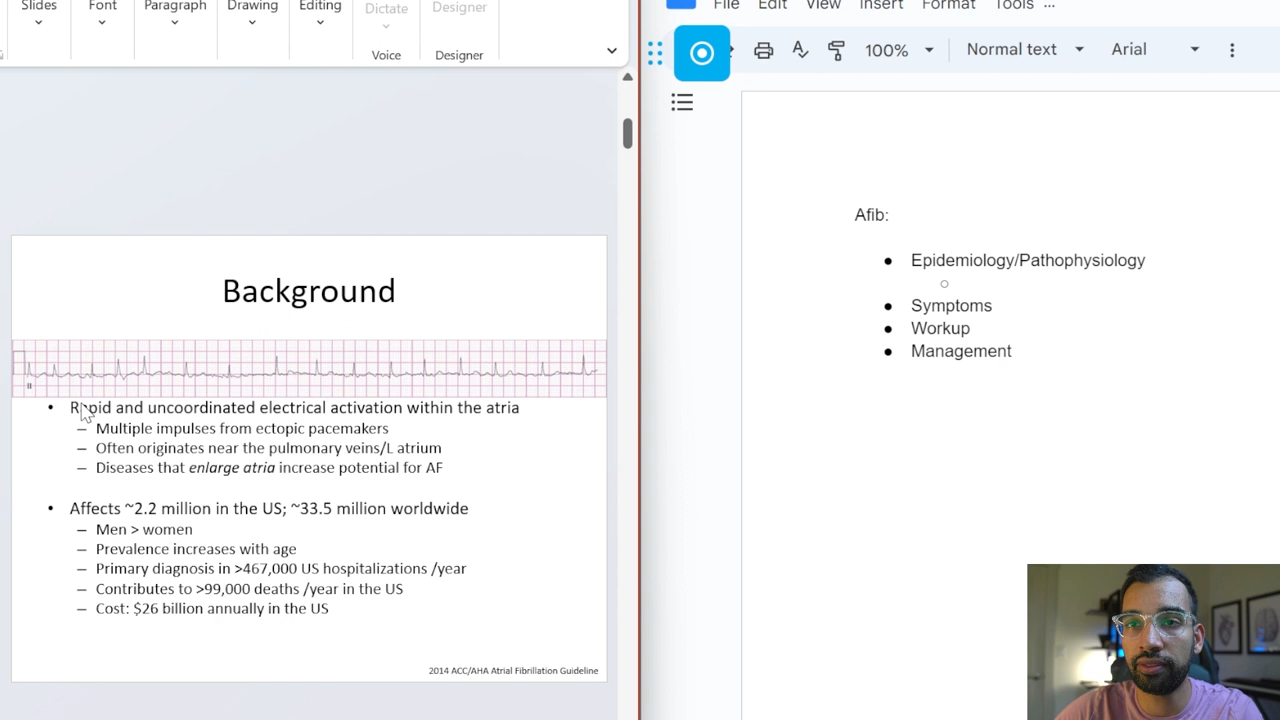 Slides Font Paragraph Drawing Editing Dictate Designer
Voice Designer
Background
II
• Rapid and uncoordinated electrical activation within the atria
– Multiple impulses from ectopic pacemakers
– Often originates near the pulmonary veins/L atrium
– Diseases that enlarge atria increase potential for AF
• Affects ~2.2 million in the US; ~33.5 million worldwide
– Men > women
– Prevalence increases with age
– Primary diagnosis in >467,000 US hospitalizations /year
– Contributes to >99,000 deaths /year in the US
– Cost: $26 billion annually in the US
2014 ACC/AHA Atrial Fibrillation Guideline
File Edit View Insert Format Tools ...
100% Normal text Arial
Afib:
● Epidemiology/Pathophysiology
○
● Symptoms
● Workup
● Management